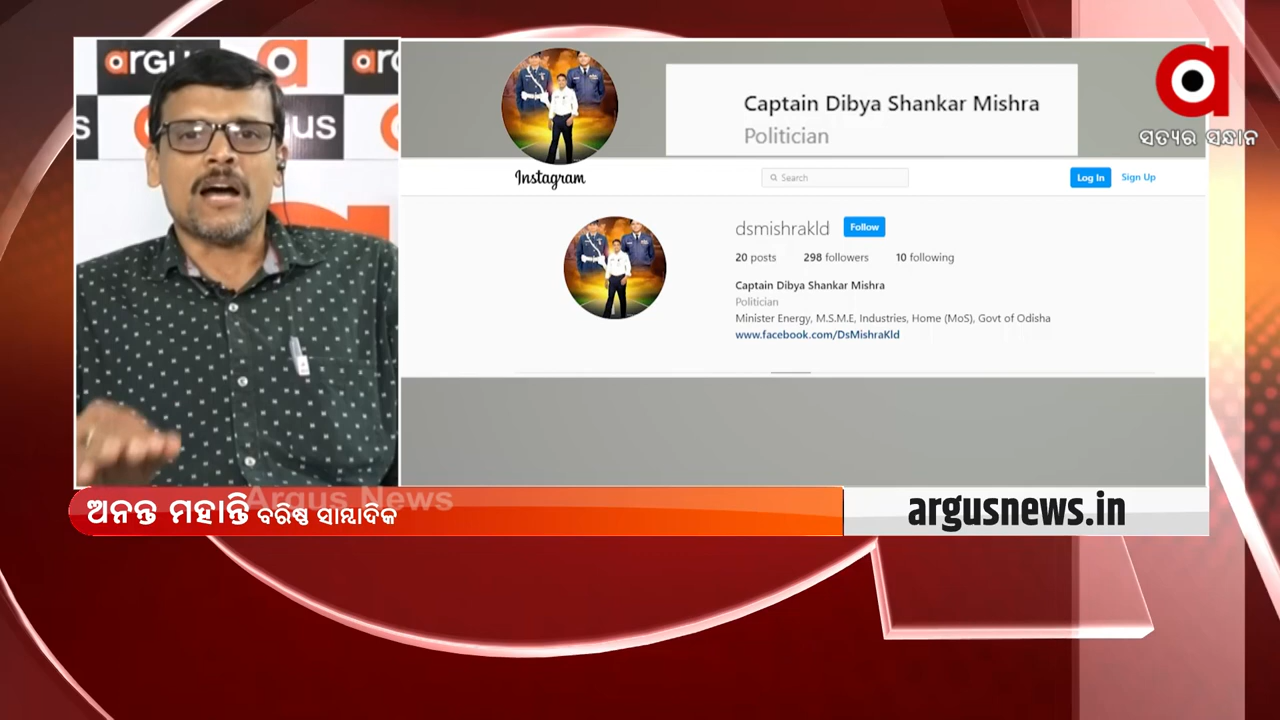 argus
argus
Captain Dibya Shankar Mishra
Politician
ସତ୍ୟର ସନ୍ଧାନ
Instagram
Search
Log In
Sign Up
dsmishrakld
Follow
20 posts 298 followers 10 following
Captain Dibya Shankar Mishra
Politician
Minister Energy, M.S.M.E, Industries, Home (MoS), Govt of Odisha
www.facebook.com/DsMishraKld
Argus News
ଅନନ୍ତ ମହାନ୍ତି ବରିଷ୍ଠ ସାମ୍ବାଦିକ
argusnews.in